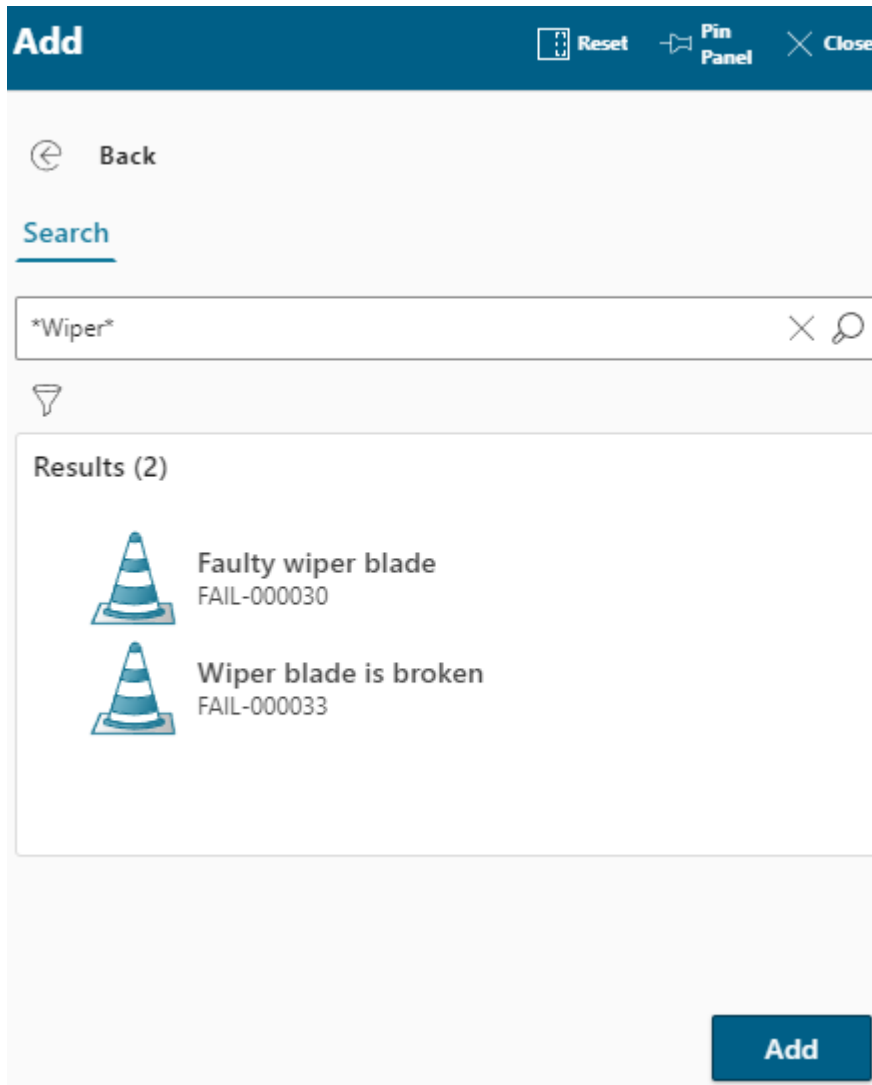 Add
Reset
Pin
Panel
Close
Back
Search
*Wiper*
Results (2)
Faulty wiper blade
FAIL-000030
Wiper blade is broken
FAIL-000033
Add